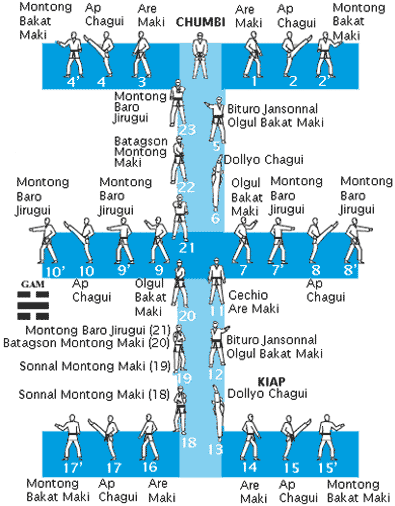 Montong Bakat Maki
Ap Chagui
Are Maki
CHUMBI
Are Maki
Ap Chagui
Montong Bakat Maki
4'
4
3
1
2
2'
Montong Baro Jirugui
23
Bituro Jansonnal
Olgul Bakat Maki
5
Batagson Montong Maki
22
Dollyo Chagui
6
Montong Baro Jirugui
Montong Baro Jirugui
21
Olgul Bakat Maki
Montong Baro Jirugui
Montong Baro Jirugui
10'
10
9'
9
7
7'
8
8'
GAM
Ap Chagui
Olgul Bakat Maki
20
11
Gechio
Are Maki
Ap Chagui
Montong Baro Jirugui (21)
Batagson Montong Maki (20)
Sonnal Montong Maki (19)
19
12
Bituro Jansonnal
Olgul Bakat Maki
KIAP
Sonnal Montong Maki (18)
18
13
Dollyo Chagui
17'
17
16
14
15
15'
Montong Bakat Maki
Ap Chagui
Are Maki
Are Maki
Ap Chagui
Montong Bakat Maki